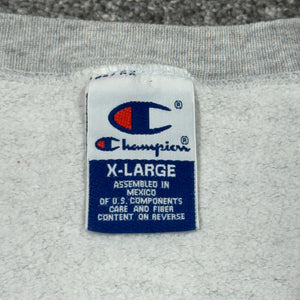 ®
Champion®
X-LARGE
ASSEMBLED IN
MEXICO
OF U.S. COMPONENTS
CARE AND FIBER
CONTENT ON REVERSE